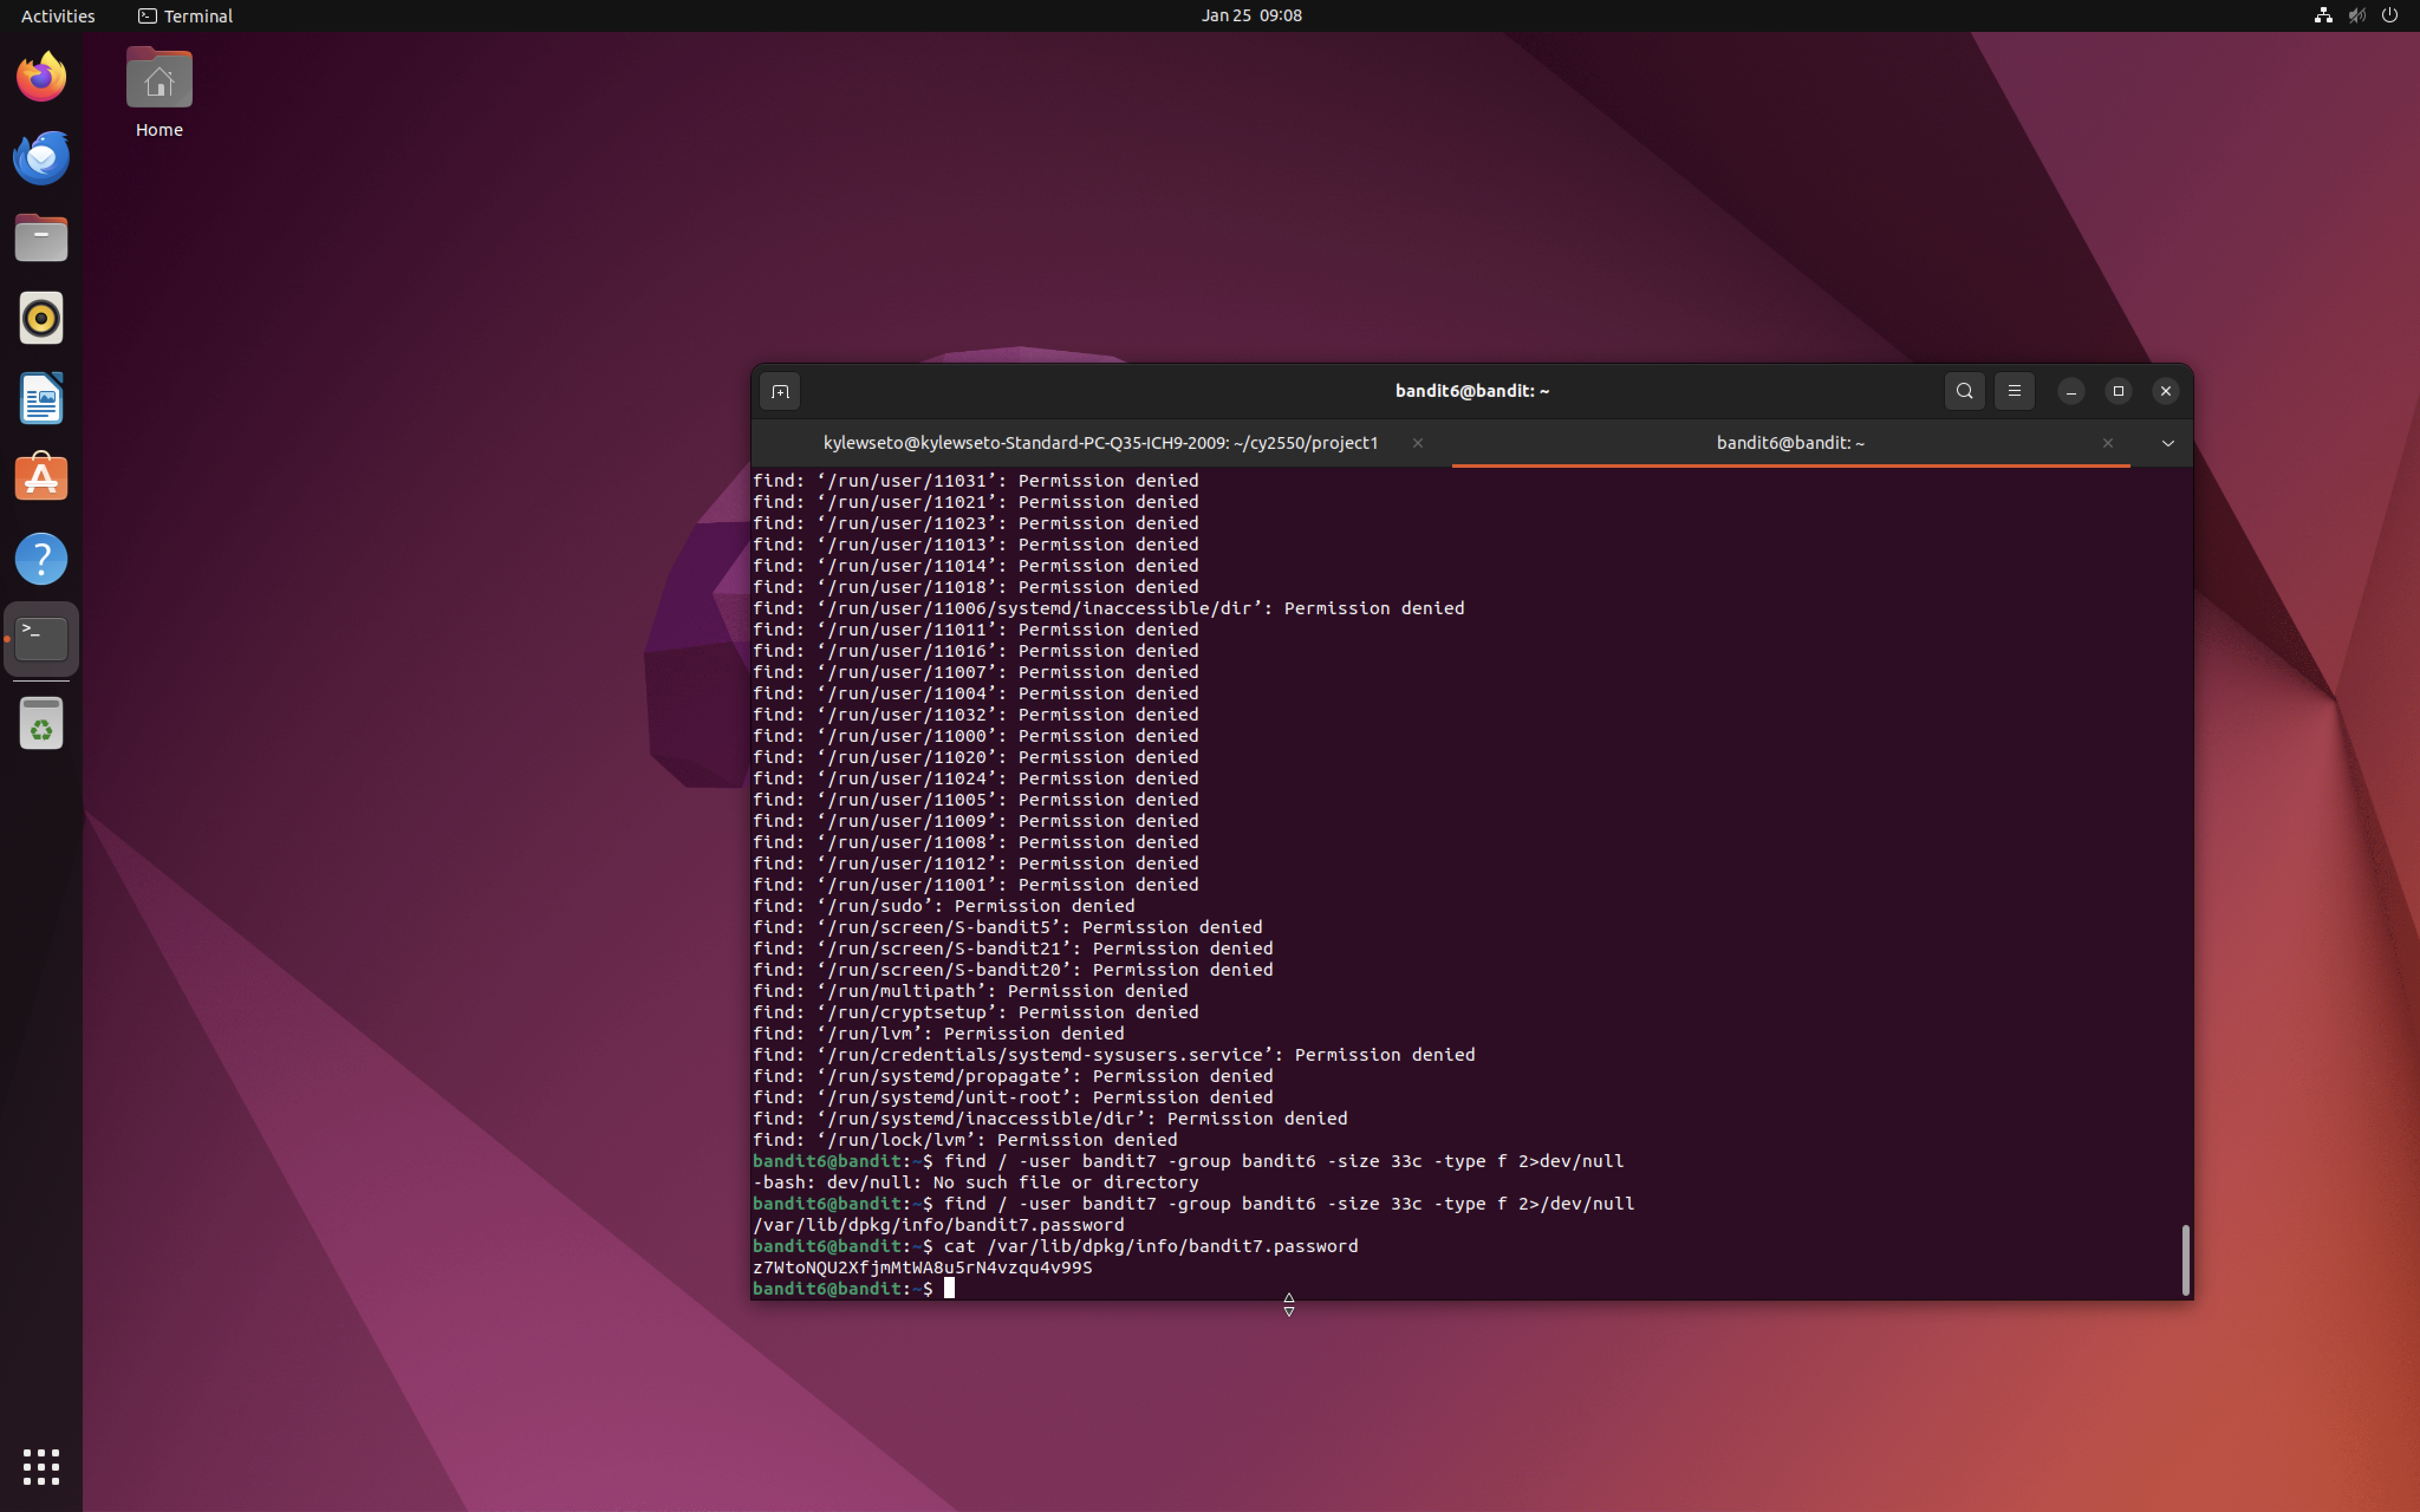 Activities
Terminal
Jan 25 09:08
Home
bandit6@bandit: ~
kylewseto@kylewseto-Standard-PC-Q35-ICH9-2009: ~/cy2550/project1
bandit6@bandit: ~
find: ‘/run/user/11031’: Permission denied
find: ‘/run/user/11021’: Permission denied
find: ‘/run/user/11023’: Permission denied
find: ‘/run/user/11013’: Permission denied
find: ‘/run/user/11014’: Permission denied
find: ‘/run/user/11018’: Permission denied
find: ‘/run/user/11006/systemd/inaccessible/dir’: Permission denied
find: ‘/run/user/11011’: Permission denied
find: ‘/run/user/11016’: Permission denied
find: ‘/run/user/11007’: Permission denied
find: ‘/run/user/11004’: Permission denied
find: ‘/run/user/11032’: Permission denied
find: ‘/run/user/11000’: Permission denied
find: ‘/run/user/11020’: Permission denied
find: ‘/run/user/11024’: Permission denied
find: ‘/run/user/11005’: Permission denied
find: ‘/run/user/11009’: Permission denied
find: ‘/run/user/11008’: Permission denied
find: ‘/run/user/11012’: Permission denied
find: ‘/run/user/11001’: Permission denied
find: ‘/run/sudo’: Permission denied
find: ‘/run/screen/S-bandit5’: Permission denied
find: ‘/run/screen/S-bandit21’: Permission denied
find: ‘/run/screen/S-bandit20’: Permission denied
find: ‘/run/multipath’: Permission denied
find: ‘/run/cryptsetup’: Permission denied
find: ‘/run/lvm’: Permission denied
find: ‘/run/credentials/systemd-sysusers.service’: Permission denied
find: ‘/run/systemd/propagate’: Permission denied
find: ‘/run/systemd/unit-root’: Permission denied
find: ‘/run/systemd/inaccessible/dir’: Permission denied
find: ‘/run/lock/lvm’: Permission denied
bandit6@bandit:~$ find / -user bandit7 -group bandit6 -size 33c -type f 2>dev/null
-bash: dev/null: No such file or directory
bandit6@bandit:~$ find / -user bandit7 -group bandit6 -size 33c -type f 2>/dev/null
/var/lib/dpkg/info/bandit7.password
bandit6@bandit:~$ cat /var/lib/dpkg/info/bandit7.password
z7WtoNQU2XfjmMtWA8u5rN4vzqu4v99S
bandit6@bandit:~$